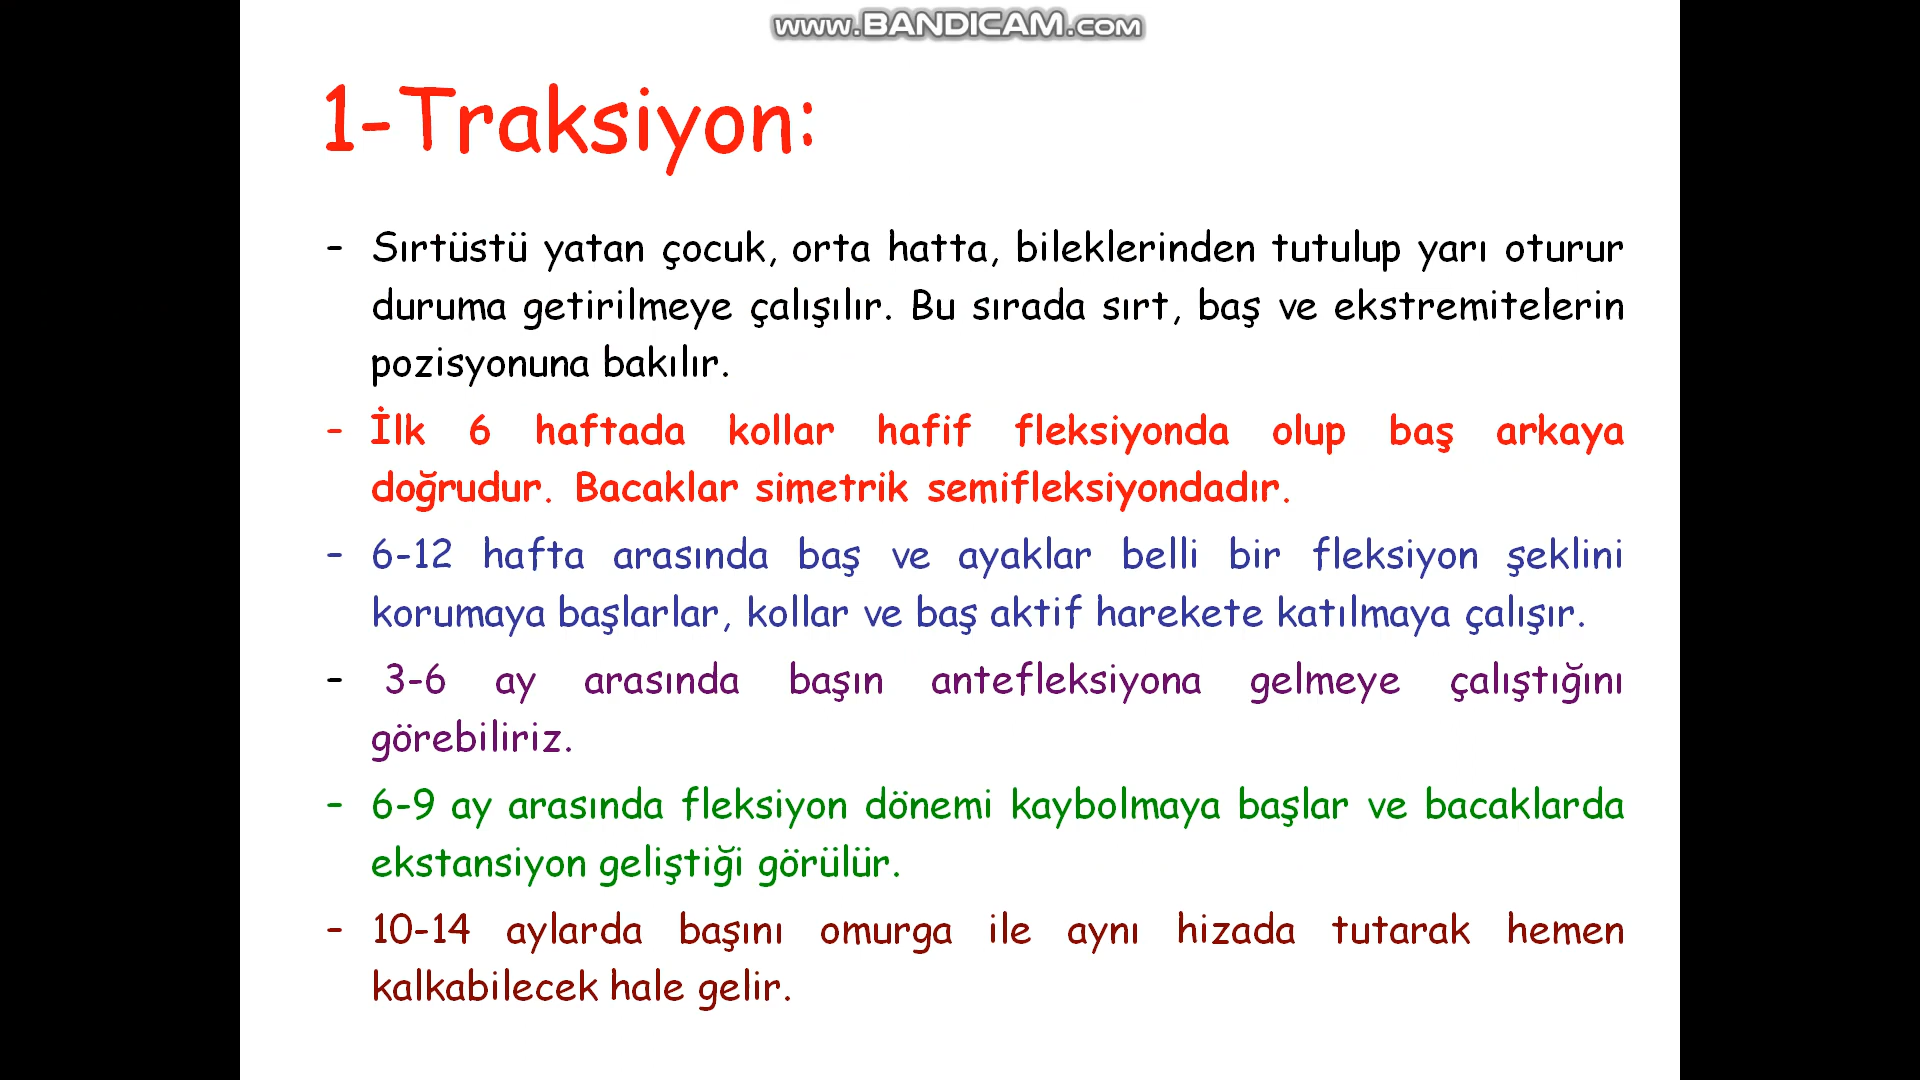 www.BANDICAM.com
1-Traksiyon:
- Sırtüstü yatan çocuk, orta hatta, bileklerinden tutulup yarı oturur
duruma getirilmeye çalışılır. Bu sırada sırt, baş ve ekstremitelerin
pozisyonuna bakılır.
- İlk 6 haftada kollar hafif fleksiyonda olup baş arkaya
doğrudur. Bacaklar simetrik semifleksiyondadır.
- 6-12 hafta arasında baş ve ayaklar belli bir fleksiyon şeklini
korumaya başlarlar, kollar ve baş aktif harekete katılmaya çalışır.
- 3-6 ay arasında başın antefleksiyona gelmeye çalıştığını
görebiliriz.
- 6-9 ay arasında fleksiyon dönemi kaybolmaya başlar ve bacaklarda
ekstansiyon geliştiği görülür.
- 10-14 aylarda başını omurga ile aynı hizada tutarak hemen
kalkabilecek hale gelir.